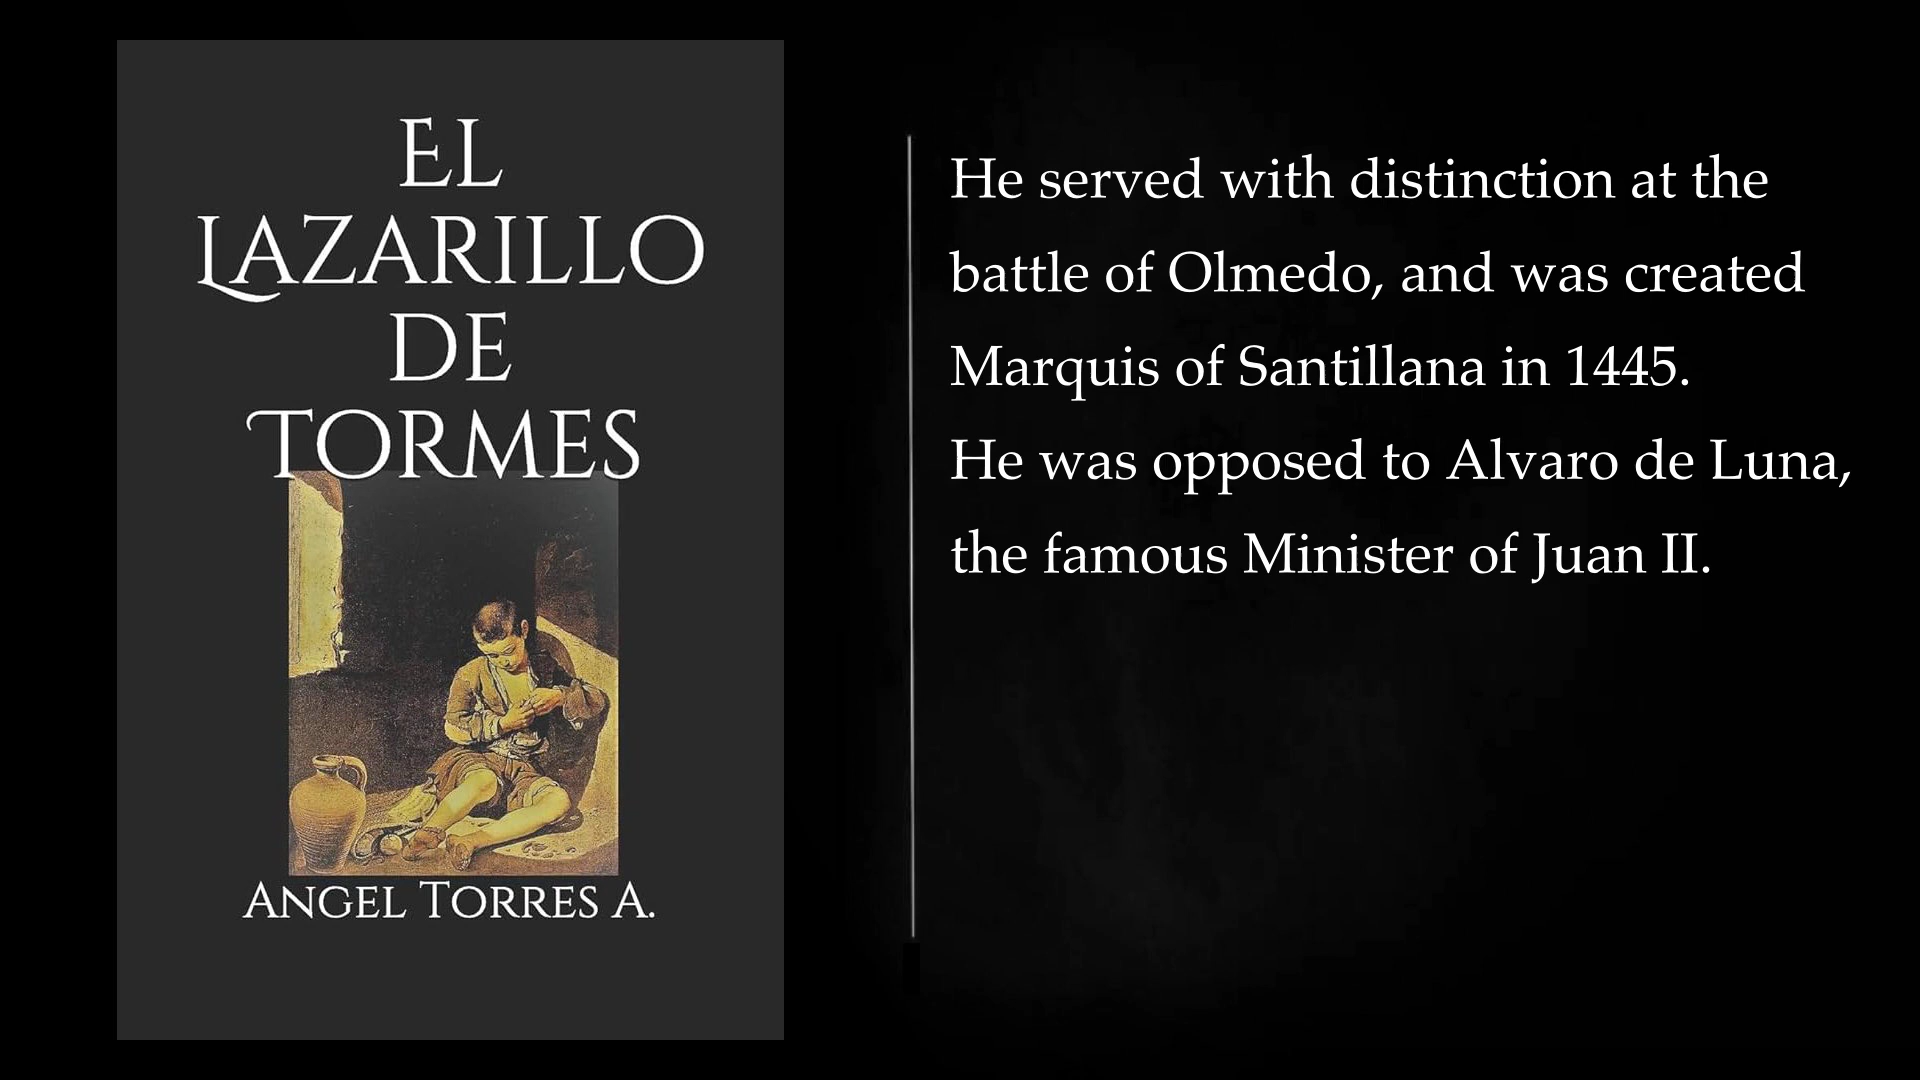 El
Lazarillo
de
Tormes
Angel Torres A.
He served with distinction at the
battle of Olmedo, and was created
Marquis of Santillana in 1445.
He was opposed to Alvaro de Luna,
the famous Minister of Juan II.